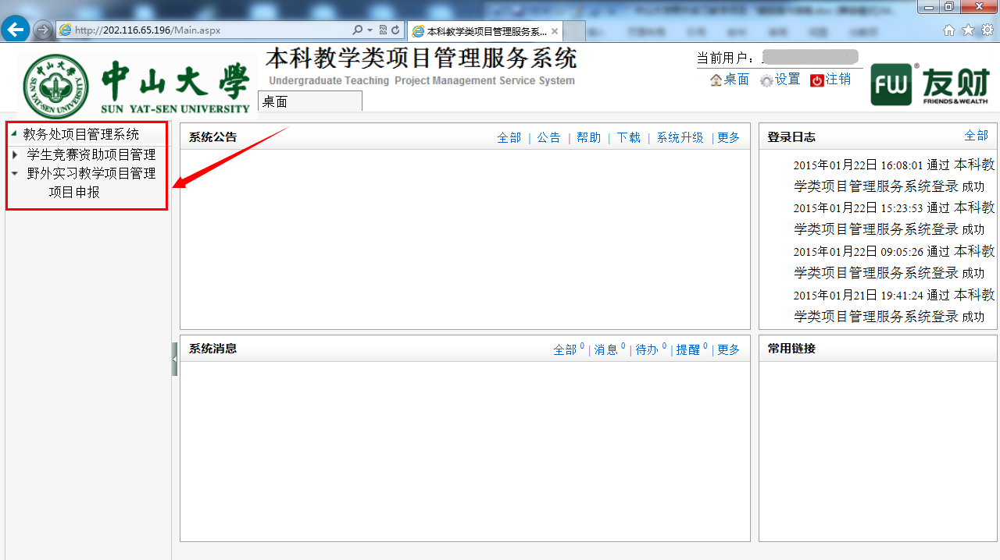 http://202.116.65.196/Main.aspx
本科教学类项目管理服务系...
中山大學
SUN YAT-SEN UNIVERSITY
SUN YAT-SEN UNIVERSITY
本科教学类项目管理服务系统
Undergraduate Teaching Project Management Service System
桌面
当前用户：
桌面 设置 注销
FW ® 友财
FRIENDS & WEALTH
教务处项目管理系统
学生竞赛资助项目管理
野外实习教学项目管理
项目申报
系统公告 全部 | 公告 | 帮助 | 下载 | 系统升级 | 更多
登录日志 全部
2015年01月22日 16:08:01 通过 本科教
学类项目管理服务系统登录 成功
2015年01月22日 15:23:53 通过 本科教
学类项目管理服务系统登录 成功
2015年01月22日 09:05:26 通过 本科教
学类项目管理服务系统登录 成功
2015年01月21日 19:41:24 通过 本科教
学类项目管理服务系统登录 成功
系统消息 全部 0 | 消息 0 | 待办 0 | 提醒 0 | 更多
常用链接